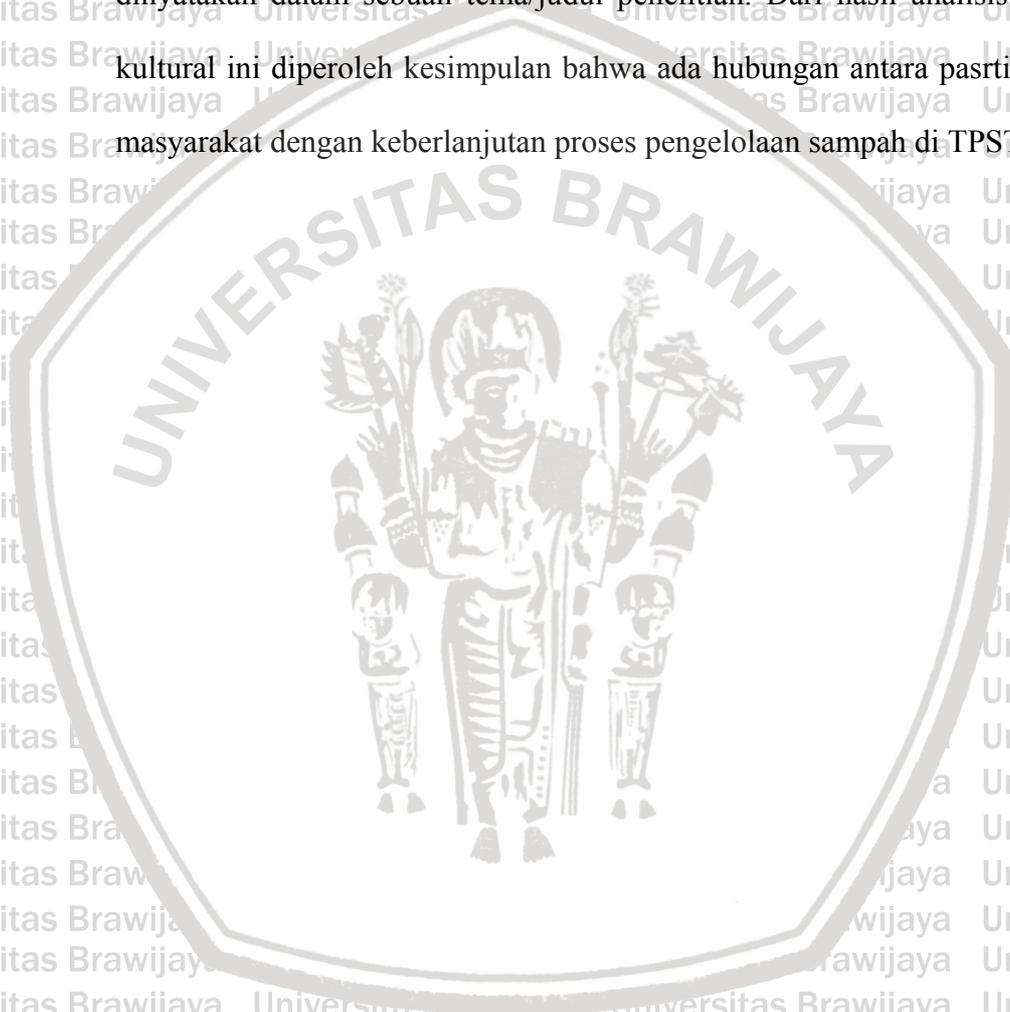 dinyatakan dalam sebuah tema/judul penelitian. Dari hasil analisis
kultural ini diperoleh kesimpulan bahwa ada hubungan antara pasrti
masyarakat dengan keberlanjutan proses pengelolaan sampah di TPST
UNIVERSITAS BRAWIJAYA